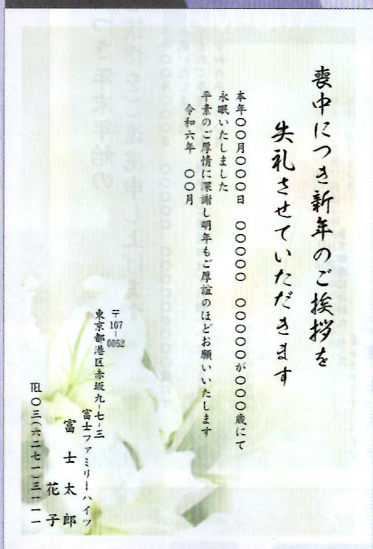 喪中につき新年のご挨拶を
失礼させていただきます
本年〇〇月〇〇〇日　〇〇〇〇〇　〇〇〇〇〇が〇〇〇歳にて
永眠いたしました
平素のご厚情に深謝し明年もご厚誼のほどお願いいたします
令和六年　〇〇月
〒107-0052
東京都港区赤坂九-七-三
富士ファミリーハイツ
富士太郎
花子
TEL 〇三(六二七一)三一一一